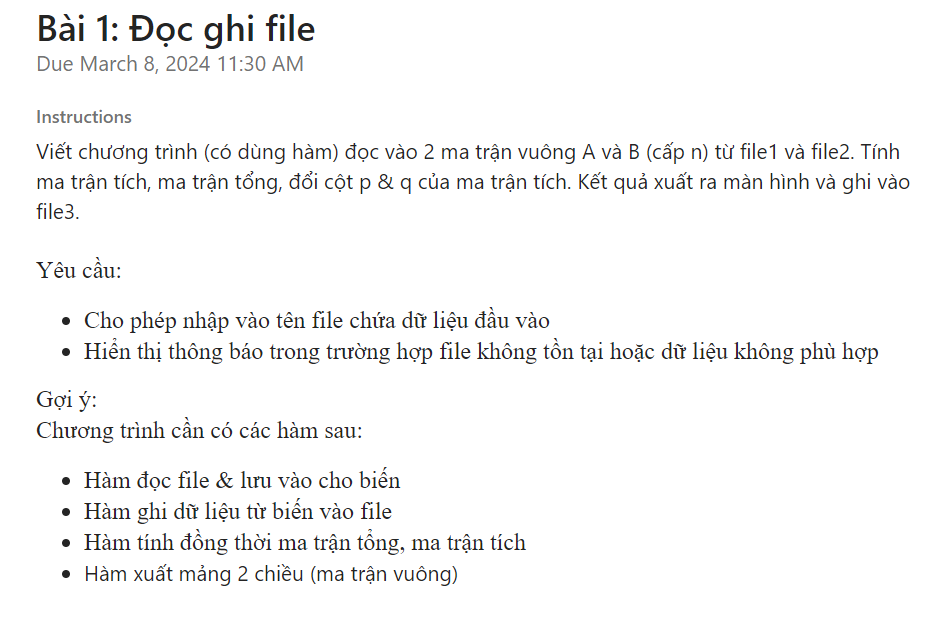 Bài 1: Đọc ghi file
Due March 8, 2024 11:30 AM
Instructions
Viết chương trình (có dùng hàm) đọc vào 2 ma trận vuông A và B (cấp n) từ file1 và file2. Tính
ma trận tích, ma trận tổng, đổi cột p & q của ma trận tích. Kết quả xuất ra màn hình và ghi vào
file3.
Yêu cầu:
• Cho phép nhập vào tên file chứa dữ liệu đầu vào
• Hiển thị thông báo trong trường hợp file không tồn tại hoặc dữ liệu không phù hợp
Gợi ý:
Chương trình cần có các hàm sau:
• Hàm đọc file & lưu vào cho biến
• Hàm ghi dữ liệu từ biến vào file
• Hàm tính đồng thời ma trận tổng, ma trận tích
• Hàm xuất mảng 2 chiều (ma trận vuông)